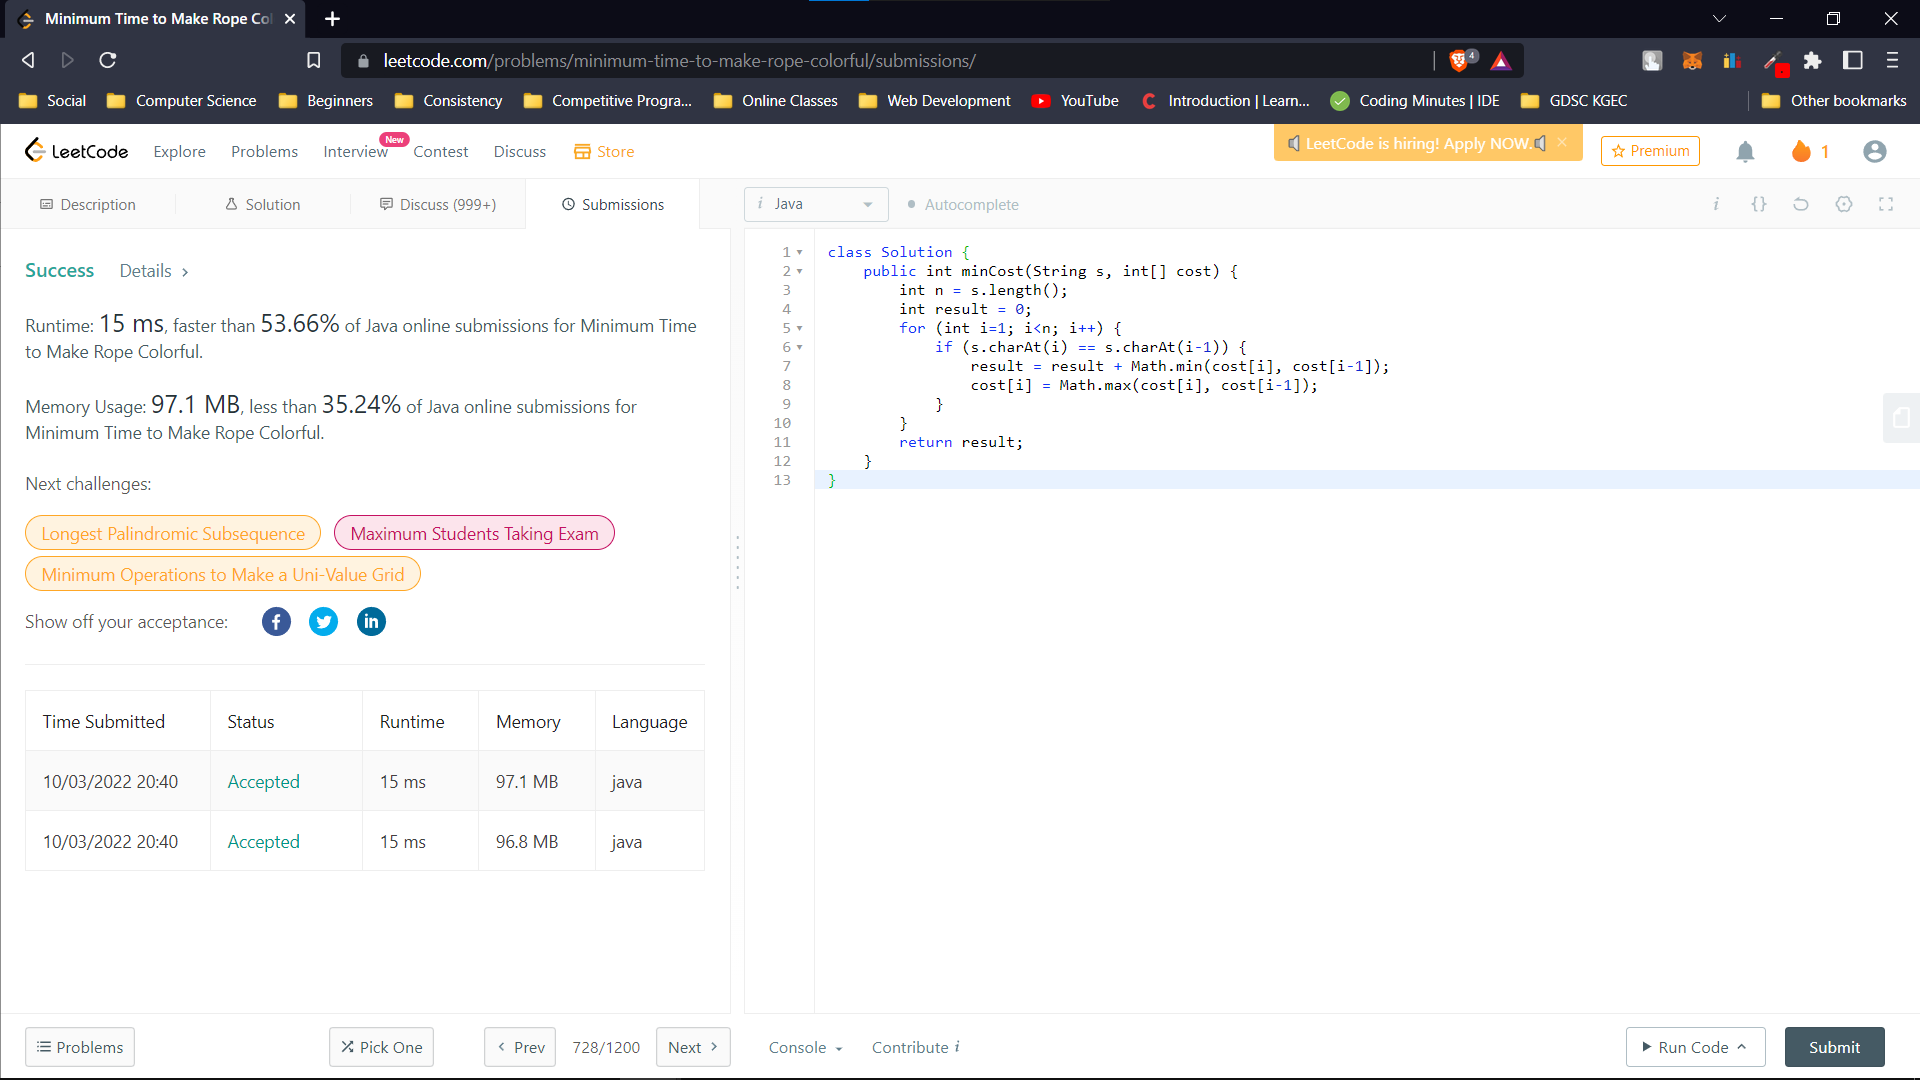 Minimum Time to Make Rope Col
leetcode.com/problems/minimum-time-to-make-rope-colorful/submissions/
4
Social Computer Science Beginners Consistency Competitive Progra... Online Classes Web Development YouTube Introduction | Learn... Coding Minutes | IDE GDSC KGEC Other bookmarks
LeetCode Explore Problems Interview New Contest Discuss Store LeetCode is hiring! Apply NOW. Premium 1
Description Solution Discuss (999+) Submissions
i Java Autocomplete
Success Details >
Runtime: 15 ms, faster than 53.66% of Java online submissions for Minimum Time
to Make Rope Colorful.
Memory Usage: 97.1 MB, less than 35.24% of Java online submissions for
Minimum Time to Make Rope Colorful.
Next challenges:
Longest Palindromic Subsequence Maximum Students Taking Exam
Minimum Operations to Make a Uni-Value Grid
Show off your acceptance:
Time Submitted Status Runtime Memory Language
10/03/2022 20:40 Accepted 15 ms 97.1 MB java
10/03/2022 20:40 Accepted 15 ms 96.8 MB java
1 class Solution {
2     public int minCost(String s, int[] cost) {
3         int n = s.length();
4         int result = 0;
5         for (int i=1; i<n; i++) {
6             if (s.charAt(i) == s.charAt(i-1)) {
7                 result = result + Math.min(cost[i], cost[i-1]);
8                 cost[i] = Math.max(cost[i], cost[i-1]);
9             }
10         }
11         return result;
12     }
13 }
Problems Pick One < Prev 728/1200 Next > Console Contribute i Run Code Submit